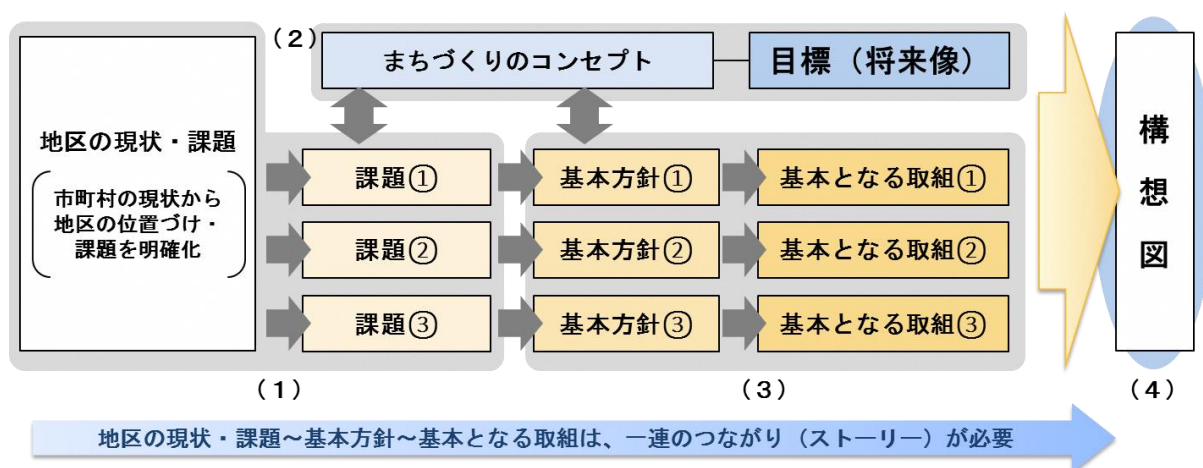 (2)
まちづくりのコンセプト
目標（将来像）
地区の現状・課題
市町村の現状から
地区の位置づけ・
課題を明確化
課題①
基本方針①
基本となる取組①
課題②
基本方針②
基本となる取組②
課題③
基本方針③
基本となる取組③
構想図
(1)
(3)
(4)
地区の現状・課題～基本方針～基本となる取組は、一連のつながり（ストーリー）が必要